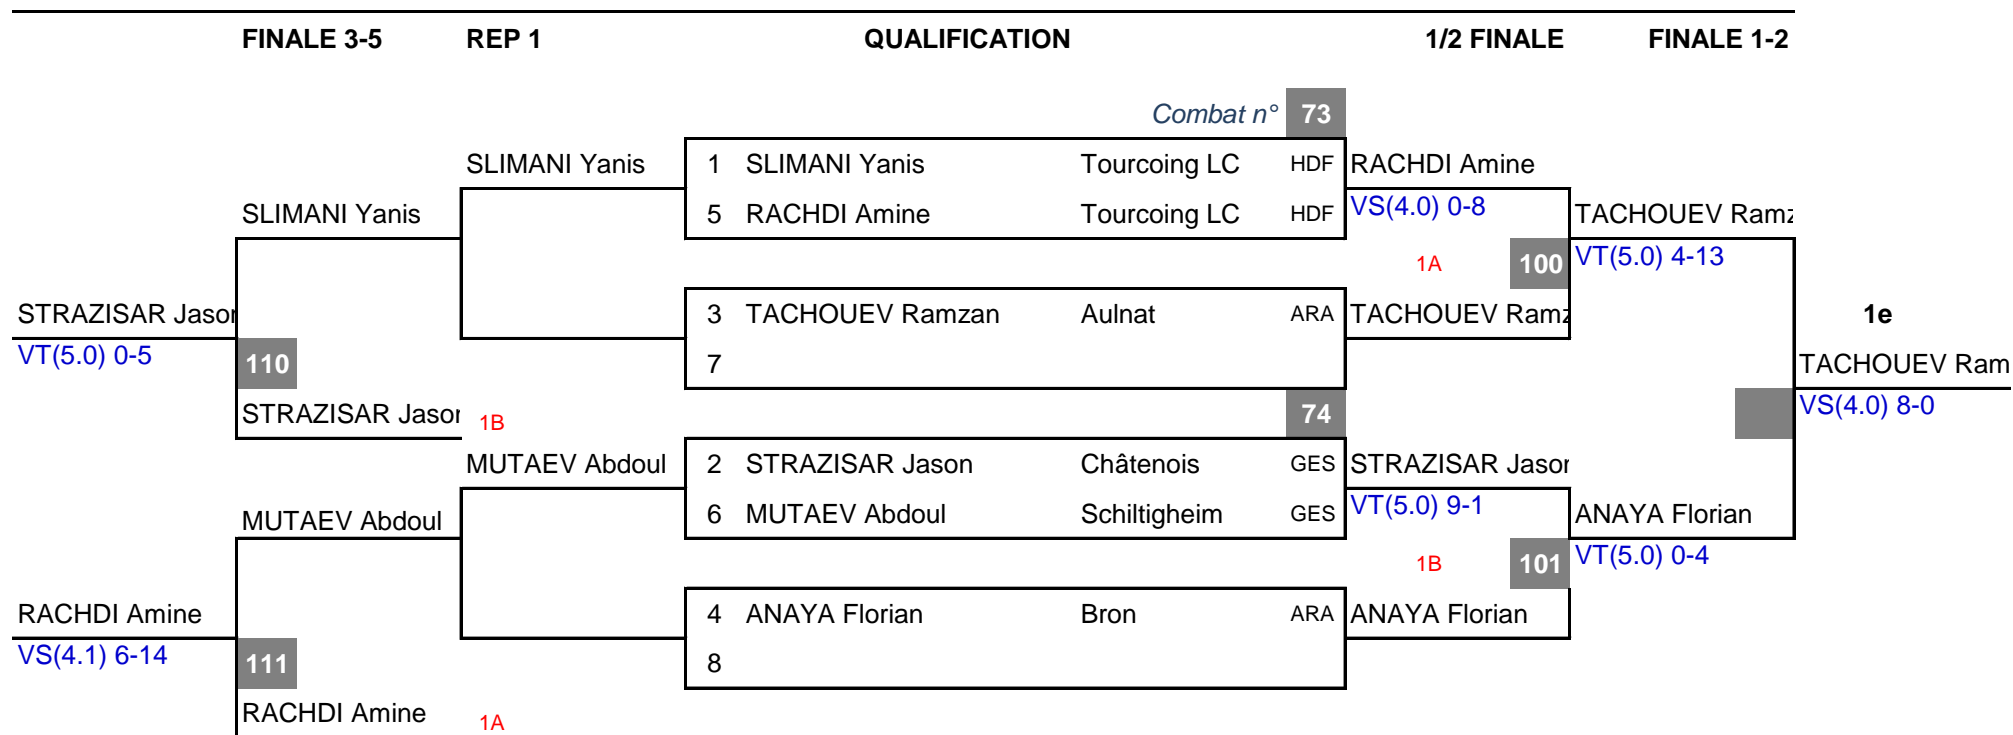 FINALE 3-5 REP 1 QUALIFICATION 1/2 FINALE FINALE 1-2
Combat n° 73
SLIMANI Yanis 1 SLIMANI Yanis Tourcoing LC HDF RACHDI Amine
SLIMANI Yanis 5 RACHDI Amine Tourcoing LC HDF VS(4.0) 0-8 TACHOUEV Ramz
1A 100 VT(5.0) 4-13
STRAZISAR Jason 3 TACHOUEV Ramzan Aulnat ARA TACHOUEV Ramz 1e
VT(5.0) 0-5 110 7 TACHOUEV Ram
STRAZISAR Jason 1B 74 VS(4.0) 8-0
MUTAEV Abdoul 2 STRAZISAR Jason Châtenois GES STRAZISAR Jason
MUTAEV Abdoul 6 MUTAEV Abdoul Schiltigheim GES VT(5.0) 9-1 ANAYA Florian
1B 101 VT(5.0) 0-4
RACHDI Amine 4 ANAYA Florian Bron ARA ANAYA Florian
VS(4.1) 6-14 111 8
RACHDI Amine 1A